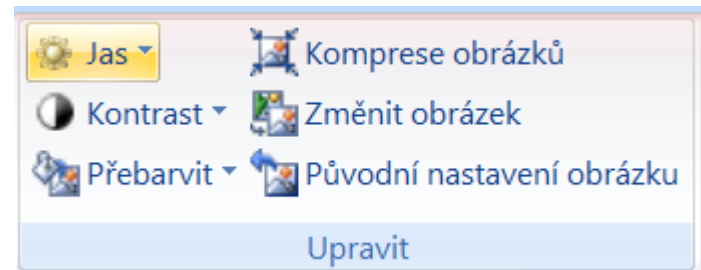 Jas
Komprese obrázků
Kontrast
Změnit obrázek
Přebarvit
Původní nastavení obrázku
Upravit